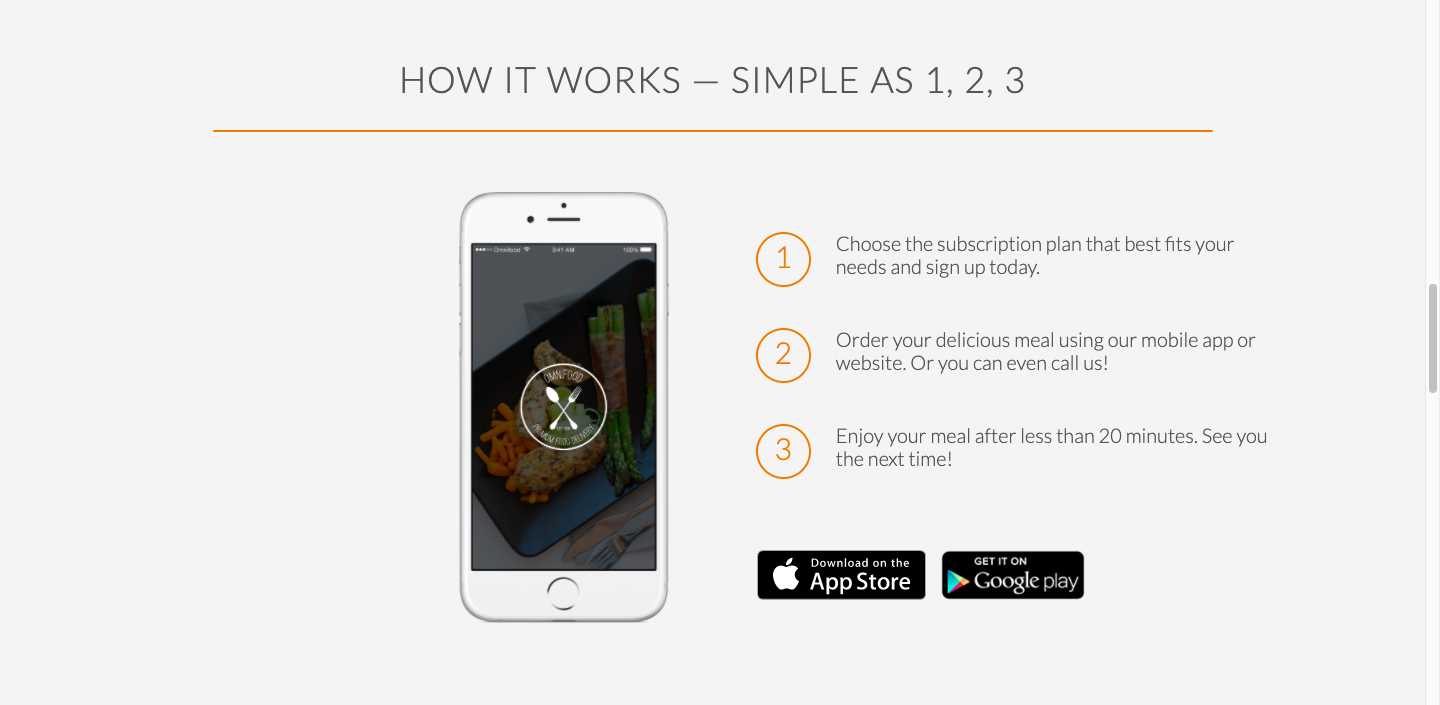 HOW IT WORKS — SIMPLE AS 1, 2, 3
Omnifood
9:41 AM
100%
OMNIFOOD
PREMIUM FOOD DELIVERY
1
Choose the subscription plan that best fits your
needs and sign up today.
2
Order your delicious meal using our mobile app or
website. Or you can even call us!
3
Enjoy your meal after less than 20 minutes. See you
the next time!
Download on the
App Store
GET IT ON
Google play